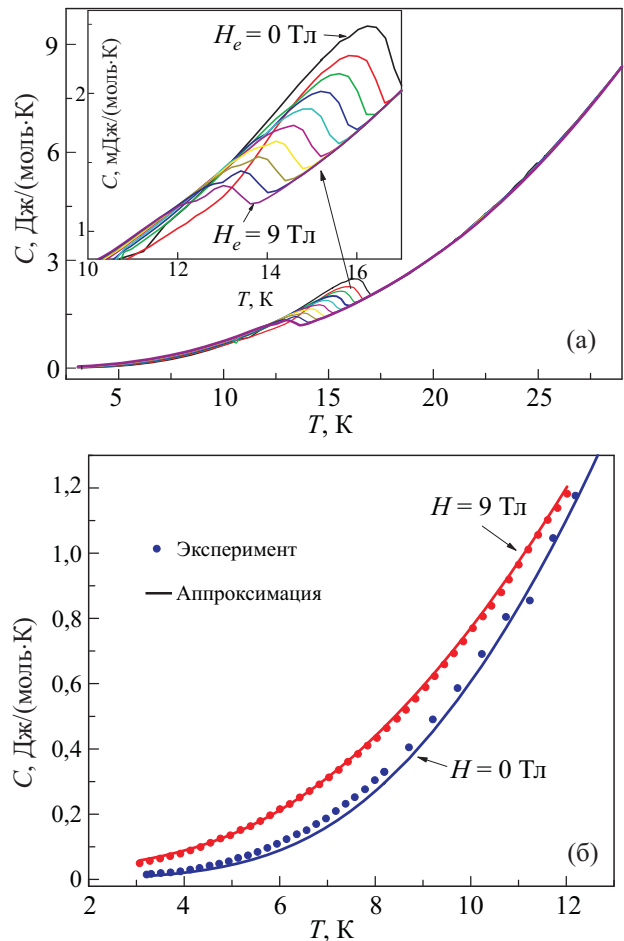 C, Дж/(моль·К)
9
6
3
0
C, мДж/(моль·К)
2
1
Hₑ = 0 Тл
Hₑ = 9 Тл
10 12 14 16
T, К
(а)
5 10 15 20 25
T, К
C, Дж/(моль·К)
1,2
1,0
0,8
0,6
0,4
0,2
0
Эксперимент
Аппроксимация
H = 9 Тл
H = 0 Тл
(б)
2 4 6 8 10 12
T, К